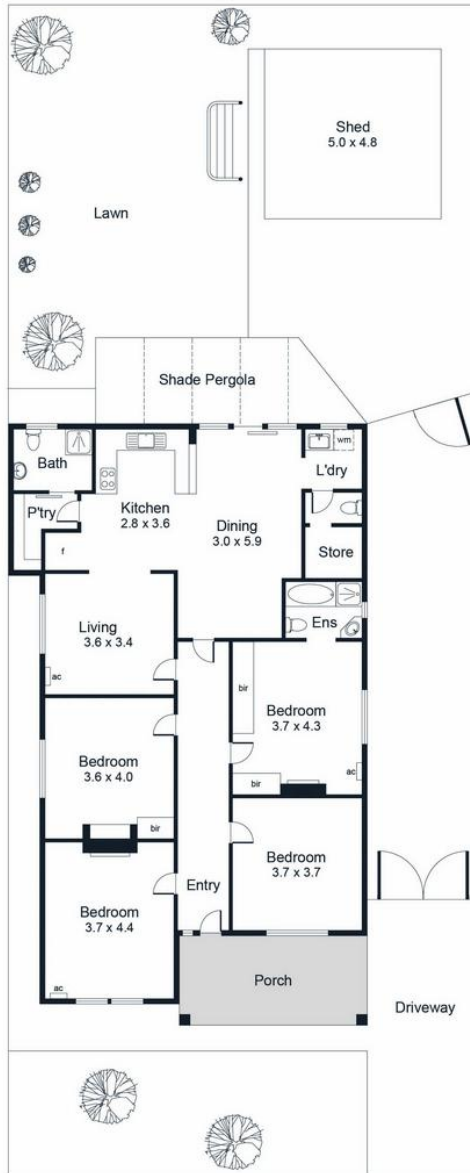 Shed
5.0 x 4.8
Lawn
Shade Pergola
Bath
wm
L'dry
P'try
Kitchen
2.8 x 3.6
Dining
3.0 x 5.9
Store
f
Living
3.6 x 3.4
ac
Ens
bir
Bedroom
3.7 x 4.3
ac
bir
Bedroom
3.6 x 4.0
bir
Bedroom
3.7 x 3.7
Entry
Bedroom
3.7 x 4.4
ac
Porch
Driveway